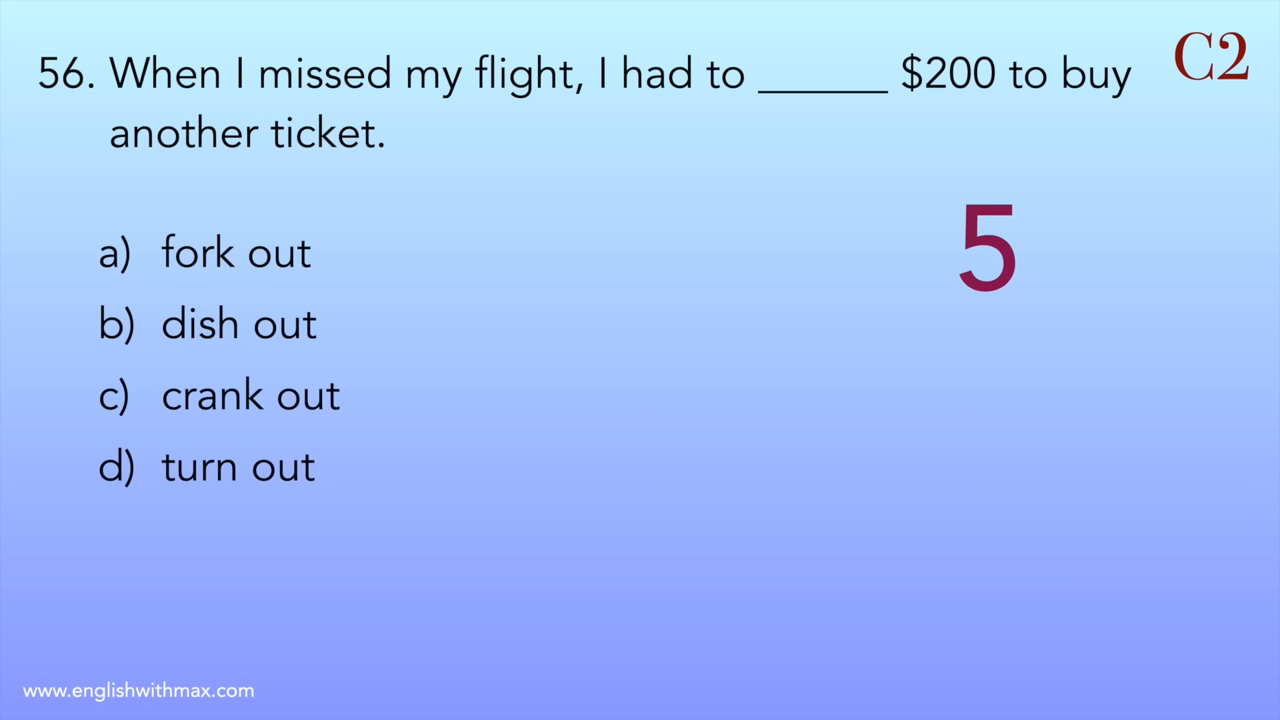 56. When I missed my flight, I had to ______ $200 to buy
another ticket.
C2
5
a) fork out
b) dish out
c) crank out
d) turn out
www.englishwithmax.com